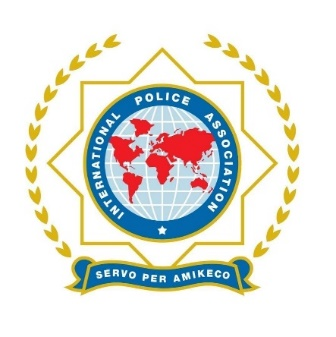 INTERNATIONAL POLICE ASSOCIATION
SERVO PER AMIKECO